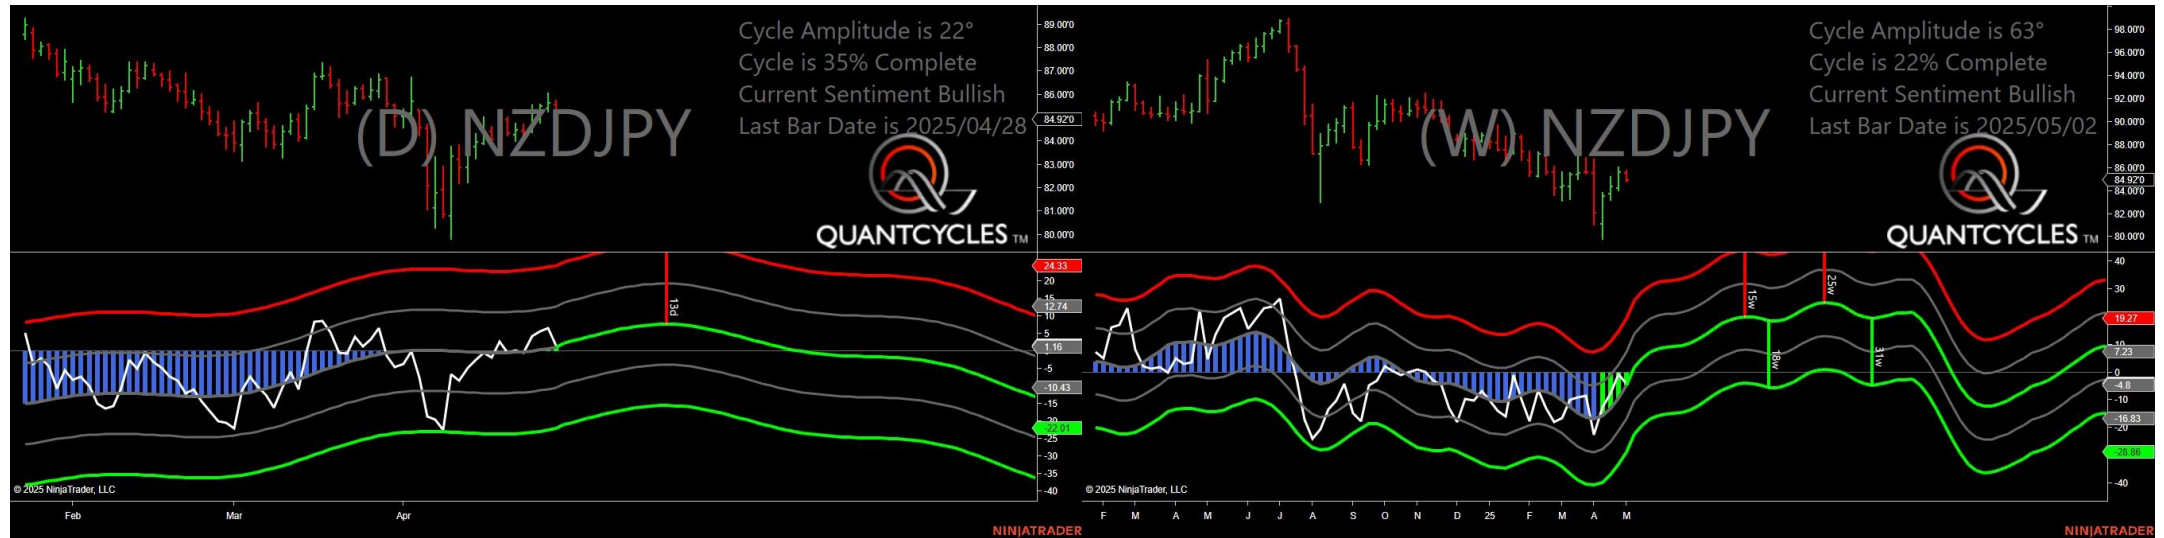 Cycle Amplitude is 22°
Cycle is 35% Complete
Current Sentiment Bullish
Last Bar Date is 2025/04/28
(D) NZDJPY
QUANTCYCLES TM
89.00'0
88.00'0
87.00'0
86.00'0
84.92'0
84.00'0
83.00'0
82.00'0
81.00'0
80.00'0
24.33
20
15
12.74
10
5
1.16
-5
-10.43
-15
-20
-22.01
-25
-30
-35
-40
13d
© 2025 NinjaTrader, LLC
Feb
Mar
Apr
NINJATRADER
Cycle Amplitude is 63°
Cycle is 22% Complete
Current Sentiment Bullish
Last Bar Date is 2025/05/02
(W) NZDJPY
QUANTCYCLES TM
98.00'0
96.00'0
94.00'0
92.00'0
90.00'0
88.00'0
86.00'0
84.92'0
84.00'0
82.00'0
80.00'0
40
30
19.27
10
7.23
0
-4.8
-10
-16.83
-20
-28.86
-40
15w
18w
25w
31w
© 2025 NinjaTrader, LLC
F
M
A
M
J
J
A
S
O
N
D
25
F
M
A
M
NINJATRADER